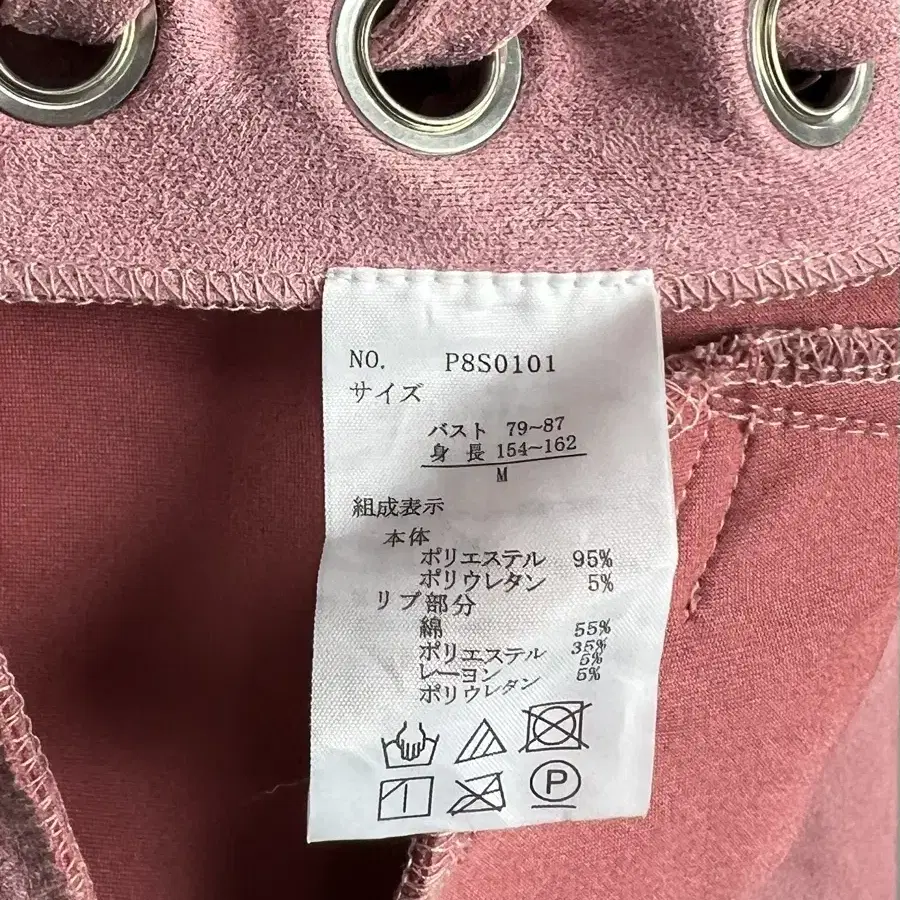 NO. P8S0101
サイズ
バスト 79~87
身 長 154~162
M
組成表示
本体
ポリエステル 95%
ポリウレタン 5%
リブ部分
綿 55%
ポリエステル 35%
レーヨン 5%
ポリウレタン 5%
P